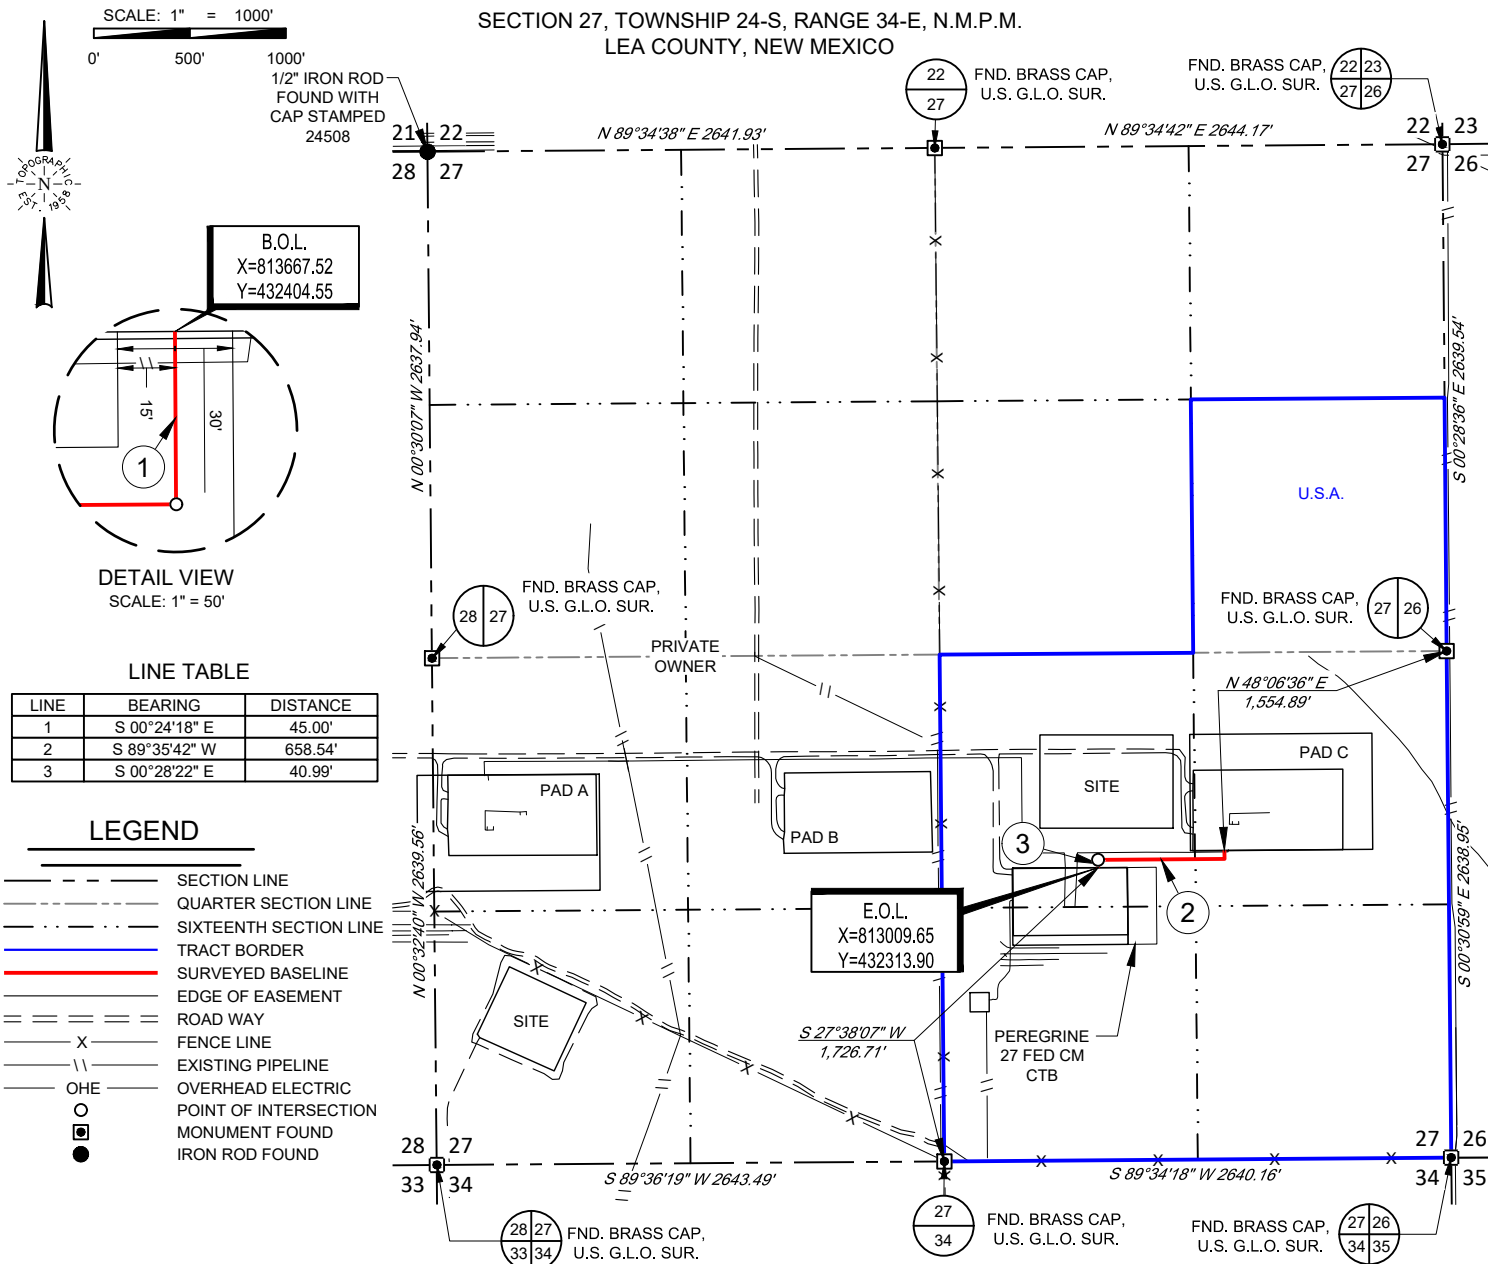 SCALE: 1" = 1000'
0' 500' 1000'
SECTION 27, TOWNSHIP 24-S, RANGE 34-E, N.M.P.M.
LEA COUNTY, NEW MEXICO
1/2" IRON ROD
FOUND WITH
CAP STAMPED
24508
21 22
28 27
N 89°34'38" E 2641.93'
22
27
FND. BRASS CAP,
U.S. G.L.O. SUR.
N 89°34'42" E 2644.17'
FND. BRASS CAP,
U.S. G.L.O. SUR.
22 23
27 26
22 23
27 26
TOPOGRAPHIC
N
EST. 1958
B.O.L.
X=813667.52
Y=432404.55
15'
30'
1
DETAIL VIEW
SCALE: 1" = 50'
N 00°30'07" W 2637.94'
S 00°28'36" E 2639.54'
U.S.A.
28 27
FND. BRASS CAP,
U.S. G.L.O. SUR.
PRIVATE
OWNER
FND. BRASS CAP,
U.S. G.L.O. SUR.
27 26
N 48°06'36" E
1,554.89'
LINE TABLE
LINE BEARING DISTANCE
1 S 00°24'18" E 45.00'
2 S 89°35'42" W 658.54'
3 S 00°28'22" E 40.99'
PAD A
PAD B
SITE
PAD C
3
2
E.O.L.
X=813009.65
Y=432313.90
N 00°32'40" W 2639.56'
S 00°30'59" E 2638.95'
LEGEND
SECTION LINE
QUARTER SECTION LINE
SIXTEENTH SECTION LINE
TRACT BORDER
SURVEYED BASELINE
EDGE OF EASEMENT
ROAD WAY
X FENCE LINE
\\ EXISTING PIPELINE
OHE OVERHEAD ELECTRIC
POINT OF INTERSECTION
MONUMENT FOUND
IRON ROD FOUND
SITE
S 27°38'07" W
1,726.71'
PEREGRINE
27 FED CM
CTB
28 27
33 34
S 89°36'19" W 2643.49'
S 89°34'18" W 2640.16'
27 26
34 35
28 27
33 34
FND. BRASS CAP,
U.S. G.L.O. SUR.
27
34
FND. BRASS CAP,
U.S. G.L.O. SUR.
FND. BRASS CAP,
U.S. G.L.O. SUR.
27 26
34 35